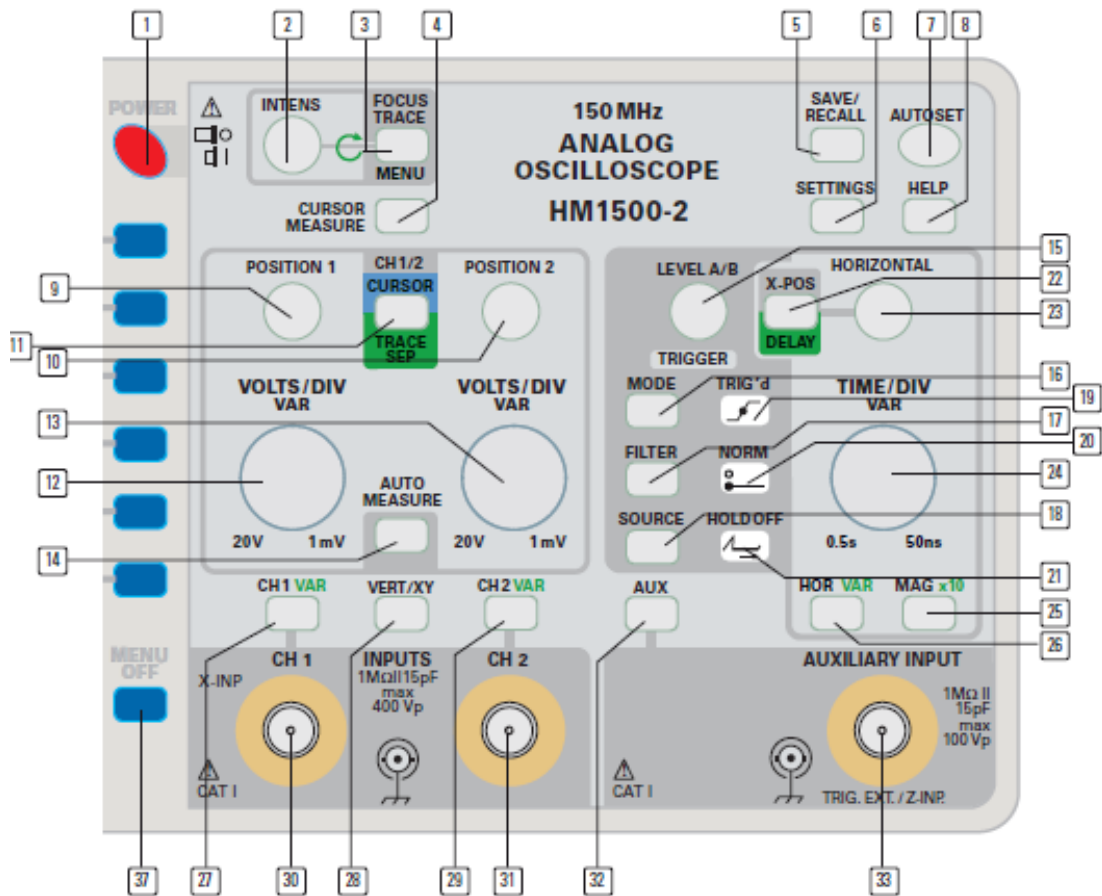 1
2
3
4
5
6
7
8
POWER
INTENS
FOCUS
TRACE
MENU
150 MHz
ANALOG
OSCILLOSCOPE
HM1500-2
SAVE/
RECALL
AUTOSET
SETTINGS
HELP
CURSOR
MEASURE
POSITION 1
CH 1/2
CURSOR
TRACE
SEP
POSITION 2
LEVEL A/B
X-POS
DELAY
HORIZONTAL
15
22
23
9
11
10
TRIGGER
VOLTS/DIV
VAR
VOLTS/DIV
VAR
MODE
TRIG'd
TIME/DIV
VAR
16
19
17
20
13
FILTER
NORM
24
12
AUTO
MEASURE
SOURCE
HOLD OFF
18
20V
1mV
20V
1mV
0.5s
50ns
14
21
CH 1 VAR
VERT/XY
CH 2 VAR
AUX
HOR VAR
MAG x10
25
26
MENU
OFF
CH 1
X-INP
INPUTS
1MΩII15pF
max
400 Vp
CH 2
AUXILIARY INPUT
1MΩ II
15pF
max
100 Vp
CAT I
CAT I
TRIG. EXT. / Z-INP.
37
27
30
28
29
31
32
33